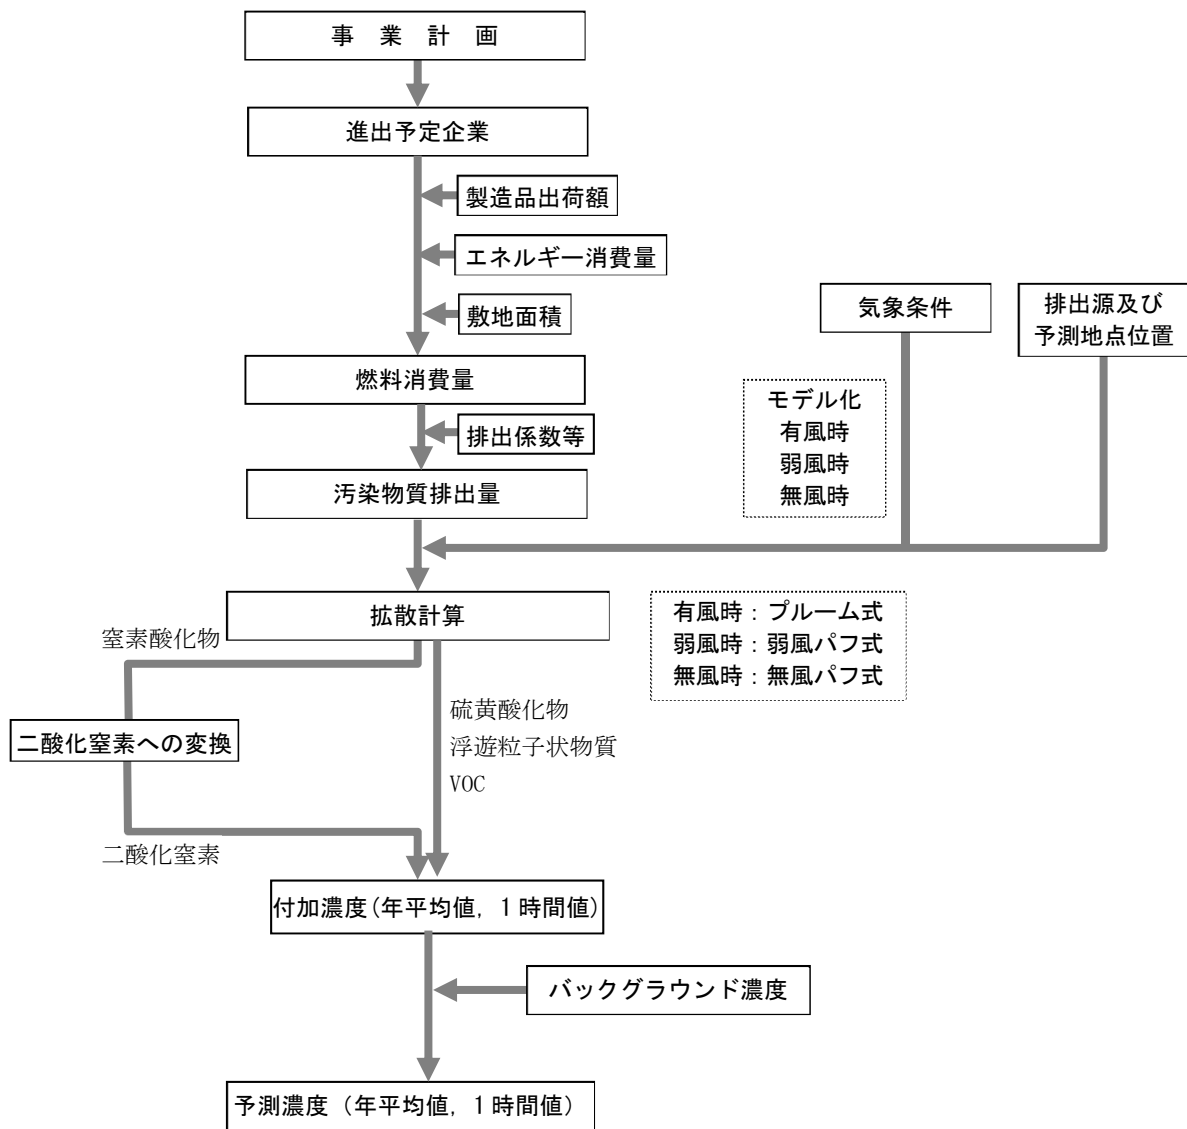 事　業　計　画
進出予定企業
製造品出荷額
エネルギー消費量
敷地面積
気象条件
排出源及び
予測地点位置
燃料消費量
モデル化
有風時
弱風時
無風時
排出係数等
汚染物質排出量
拡散計算
有風時：プルーム式
弱風時：弱風パフ式
無風時：無風パフ式
窒素酸化物
硫黄酸化物
浮遊粒子状物質
VOC
二酸化窒素への変換
二酸化窒素
付加濃度(年平均値，１時間値)
バックグラウンド濃度
予測濃度（年平均値，１時間値）